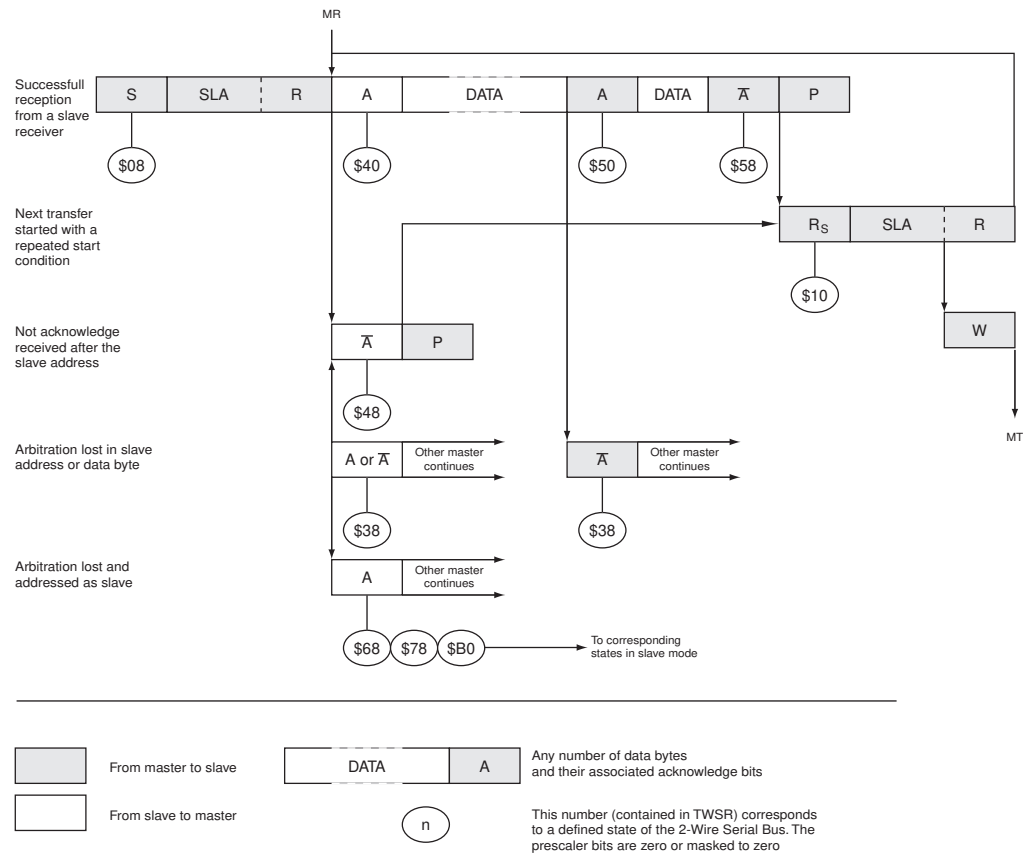 MR
Successfull
reception
from a slave
receiver
S SLA R A DATA A DATA A̅ P
$08 $40 $50 $58
Next transfer
started with a
repeated start
condition
RS SLA R
$10
Not acknowledge
received after the
slave address
A̅ P
W
$48
MT
Arbitration lost in slave
address or data byte
A or A̅ Other master
continues
A̅ Other master
continues
$38 $38
Arbitration lost and
addressed as slave
A Other master
continues
$68 $78 $B0 To corresponding
states in slave mode
From master to slave
DATA A
Any number of data bytes
and their associated acknowledge bits
From slave to master
n
This number (contained in TWSR) corresponds
to a defined state of the 2-Wire Serial Bus. The
prescaler bits are zero or masked to zero